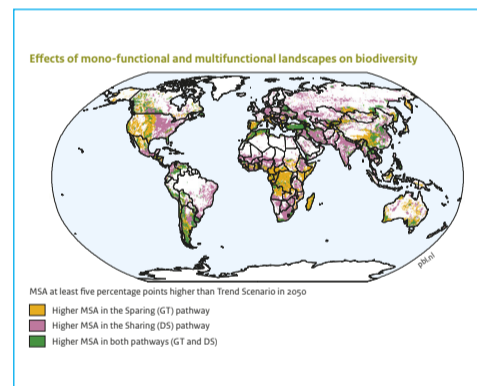 Effects of mono-functional and multifunctional landscapes on biodiversity
pbl.nl
MSA at least five percentage points higher than Trend Scenario in 2050
Higher MSA in the Sparing (GT) pathway
Higher MSA in the Sharing (DS) pathway
Higher MSA in both pathways (GT and DS)